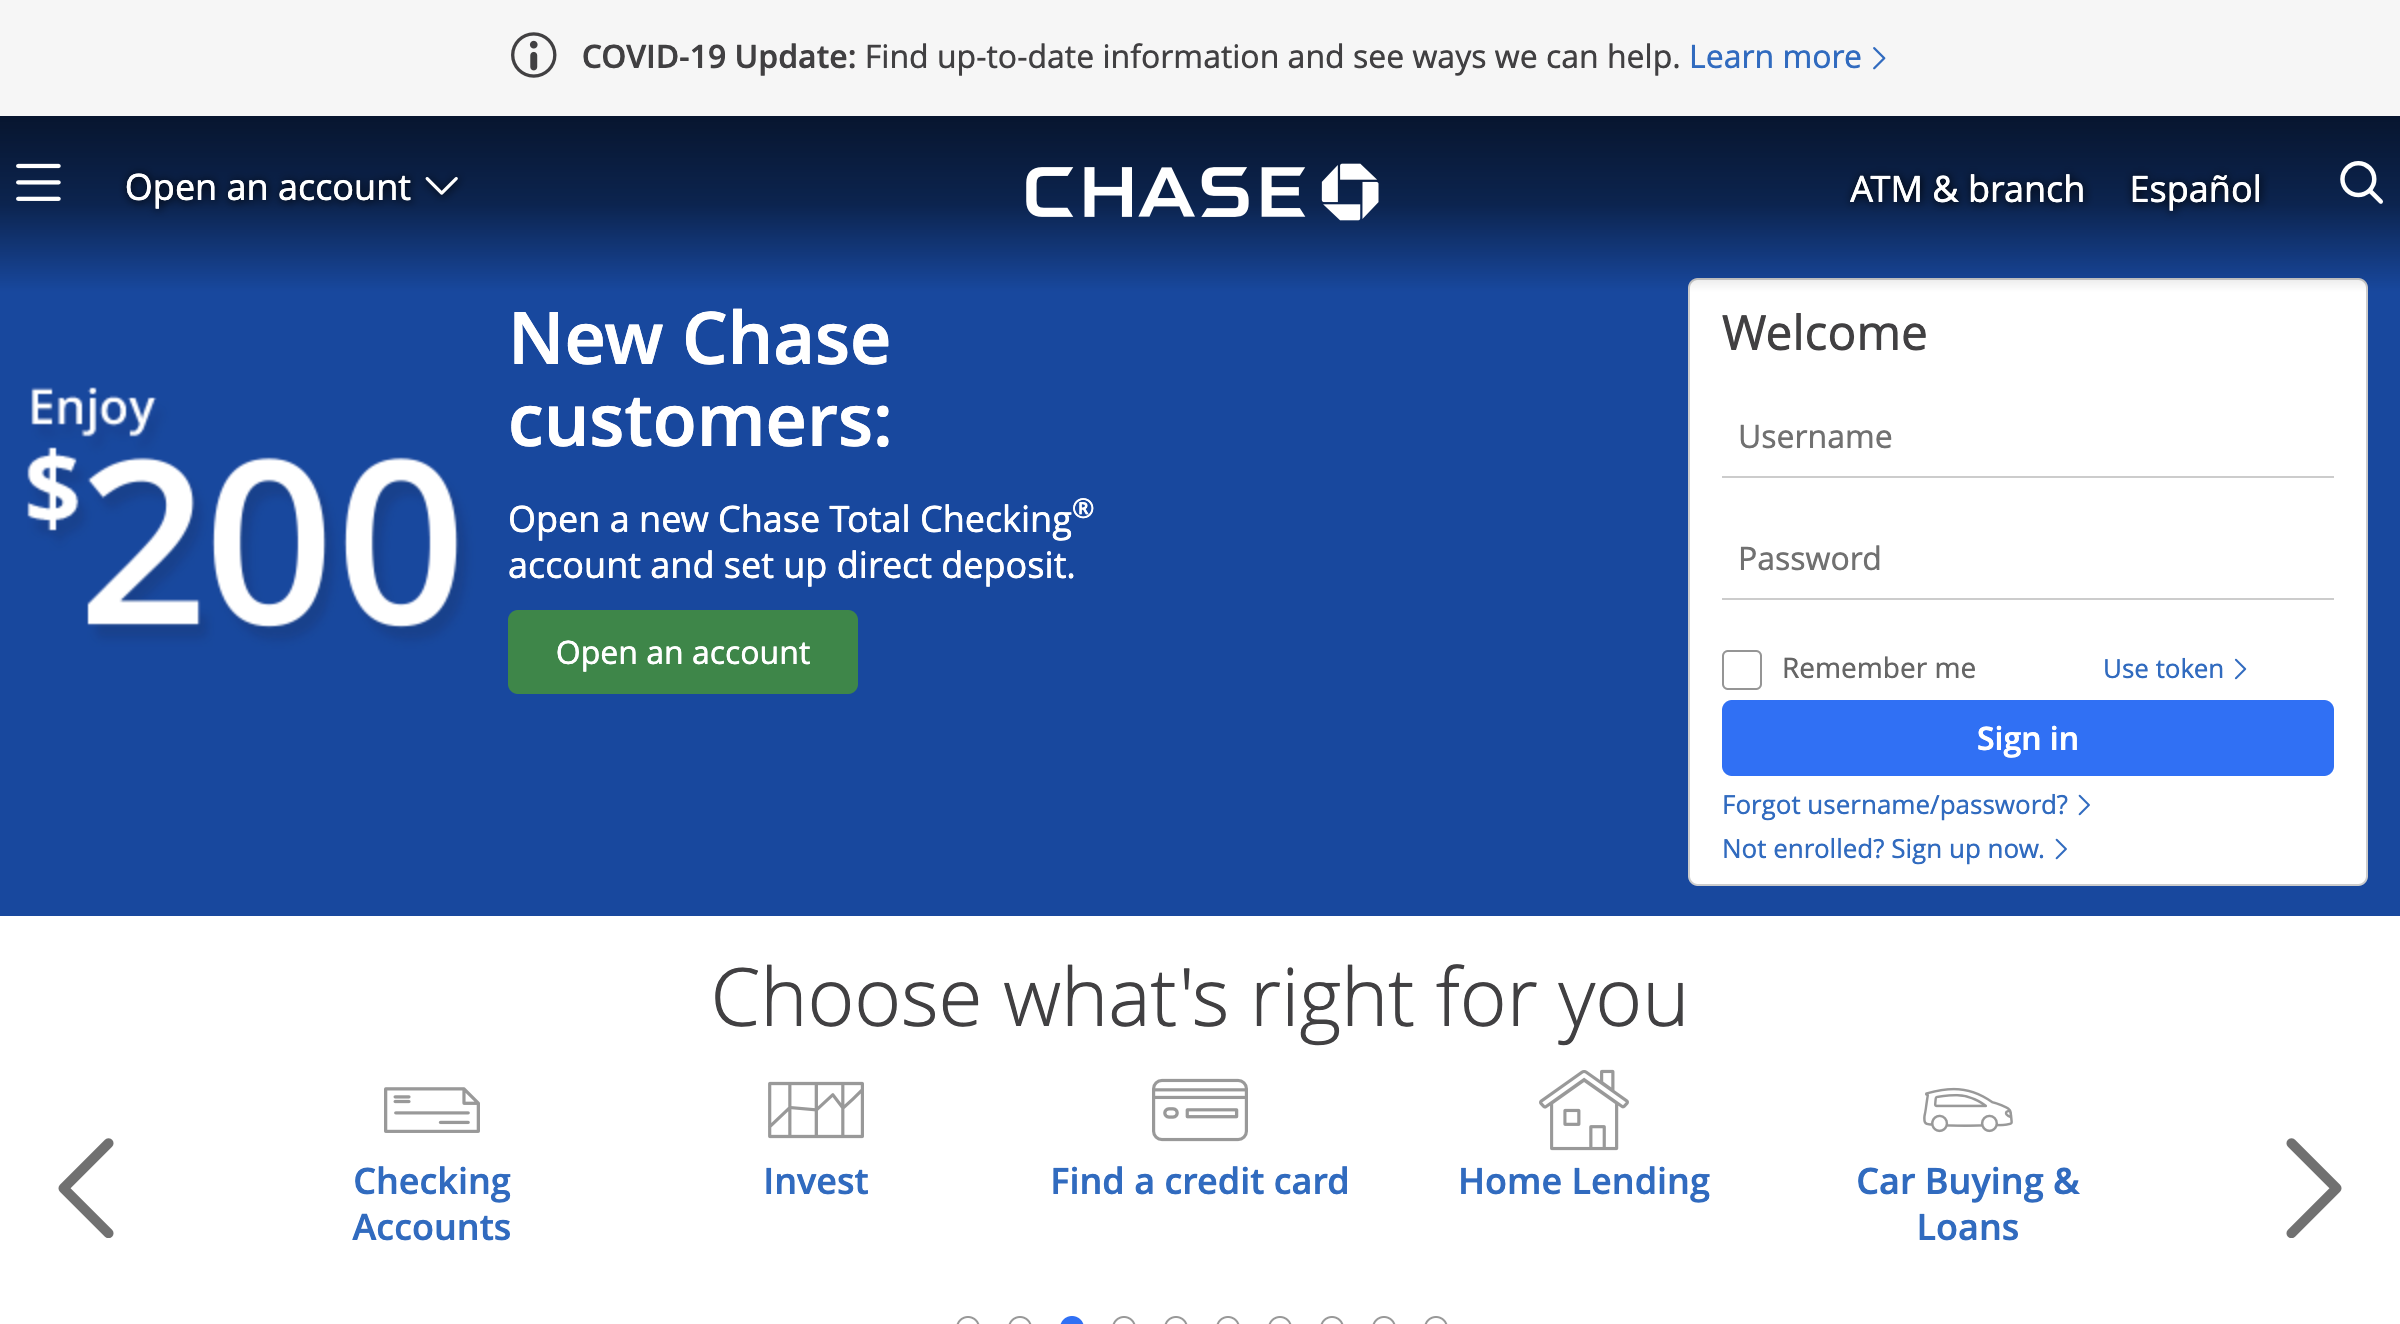 COVID-19 Update: Find up-to-date information and see ways we can help. Learn more
Open an account
CHASE
ATM & branch
Español
Enjoy
$200
New Chase
customers:
Open a new Chase Total Checking®
account and set up direct deposit.
Open an account
Welcome
Username
Password
Remember me
Use token
Sign in
Forgot username/password?
Not enrolled? Sign up now.
Choose what's right for you
Checking
Accounts
Invest
Find a credit card
Home Lending
Car Buying &
Loans